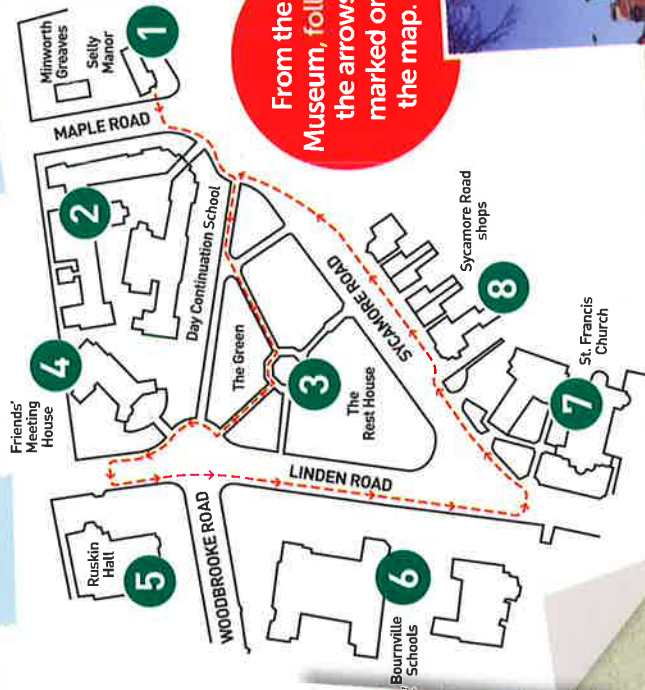 Minworth
Greaves
Selly
Manor
1
MAPLE ROAD
2
Day Continuation School
Friends'
Meeting
House
4
The Green
3
The
Rest House
SYCAMORE ROAD
Sycamore Road
shops
8
St. Francis
Church
7
LINDEN ROAD
WOODBROOKE ROAD
Ruskin
Hall
5
6
Bournville
Schools
From the
Museum, foll
the arrows
marked on
the map.